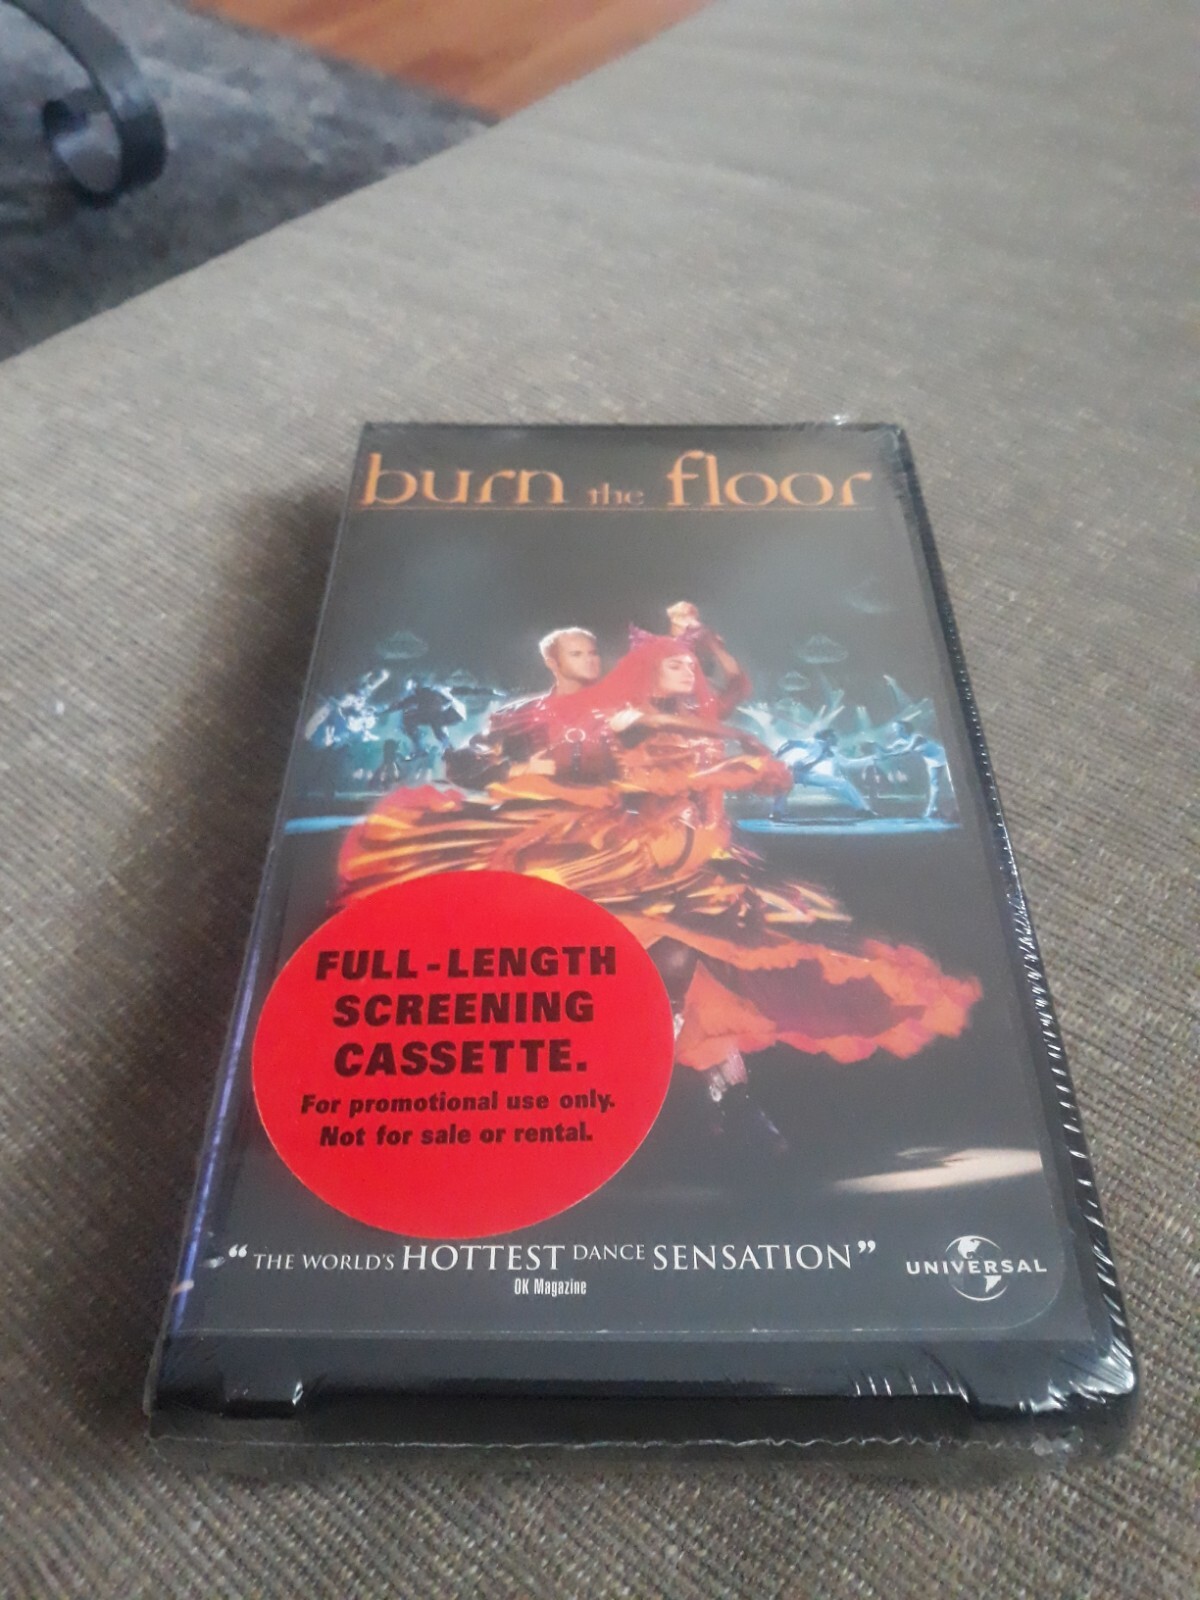 burn the floor
FULL-LENGTH
SCREENING
CASSETTE.
For promotional use only.
Not for sale or rental.
“THE WORLD'S HOTTEST DANCE SENSATION”
OK Magazine
UNIVERSAL